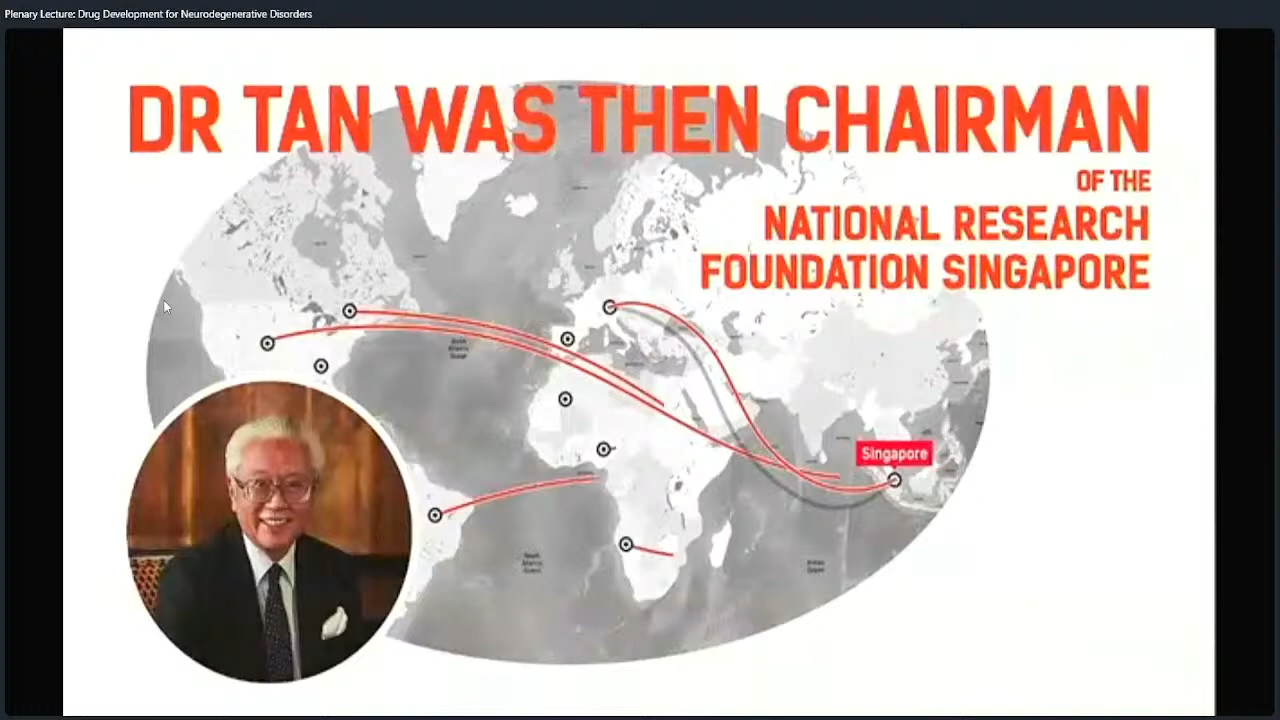 Plenary Lecture: Drug Development for Neurodegenerative Disorders
DR TAN WAS THEN CHAIRMAN
OF THE
NATIONAL RESEARCH
FOUNDATION SINGAPORE
Singapore